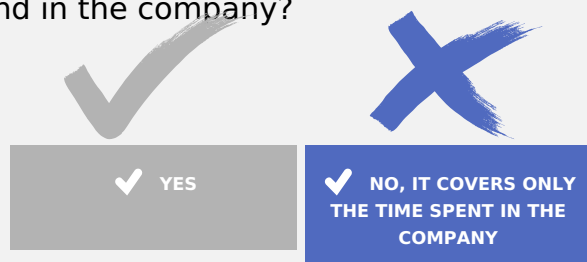 nd in the company?
YES
NO, IT COVERS ONLY
THE TIME SPENT IN THE
COMPANY